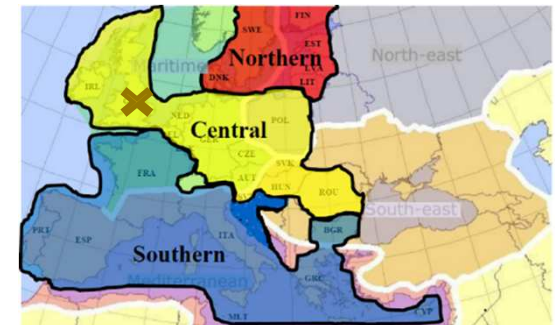 FIN
SWE
EST
Northern
North-east
Maritime
LVA
DNK
LIT
IRL
NLD
POL
Central
CZE
SVK
FRA
AUT
HUN
ROU
South-east
PRT
ESP
ITA
BGR
Southern
GRC
Mediterranean
MLT
CYP